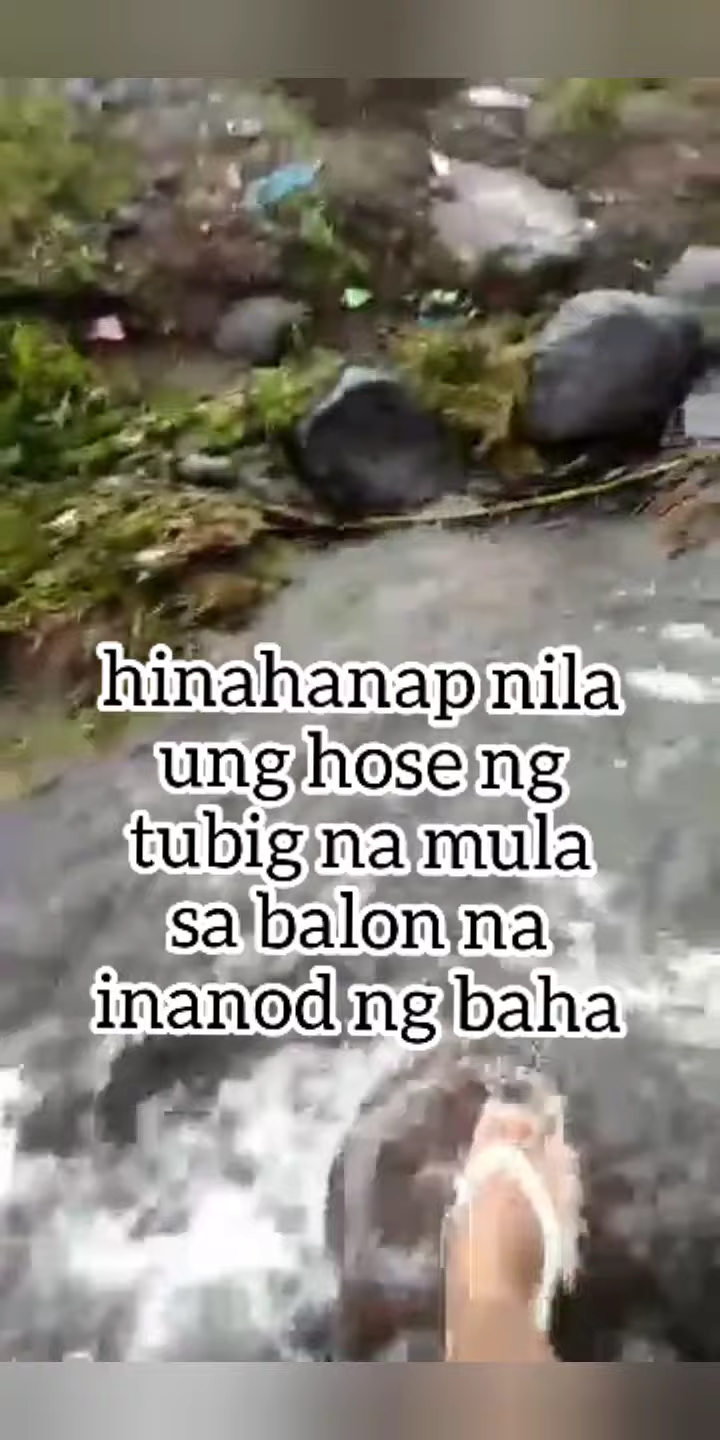 hinahanap nila
ung hose ng
tubig na mula
sa balon na
inanod ng baha